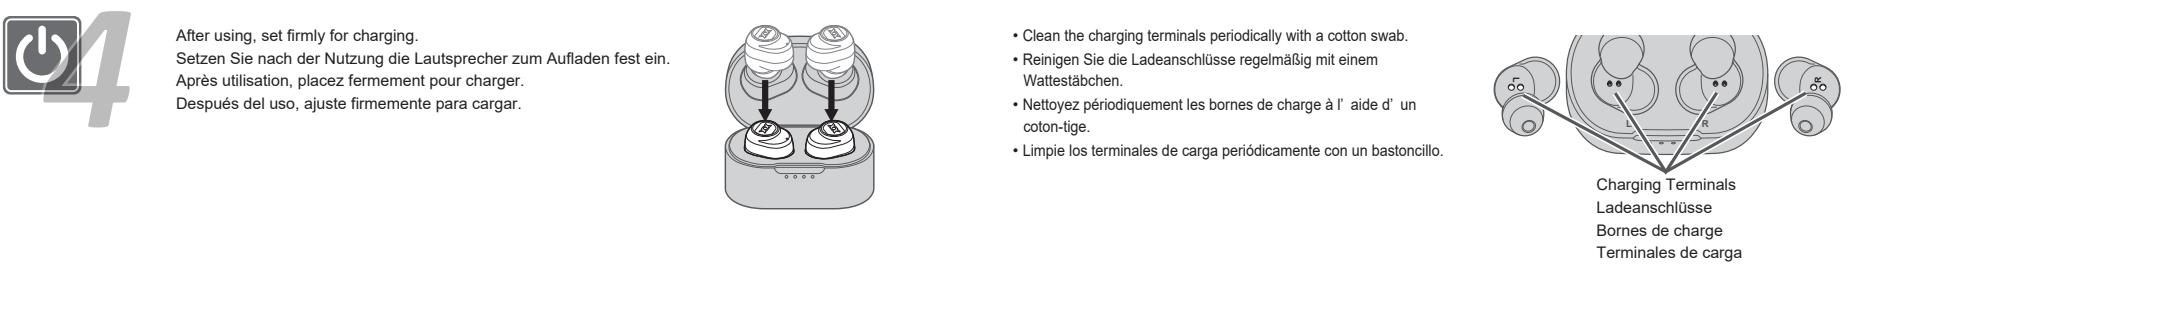 4
After using, set firmly for charging.
Setzen Sie nach der Nutzung die Lautsprecher zum Aufladen fest ein.
Après utilisation, placez fermement pour charger.
Después del uso, ajuste firmemente para cargar.
• Clean the charging terminals periodically with a cotton swab.
• Reinigen Sie die Ladeanschlüsse regelmäßig mit einem
Wattestäbchen.
• Nettoyez périodiquement les bornes de charge à l’ aide d’ un
coton-tige.
• Limpie los terminales de carga periódicamente con un bastoncillo.
L
R
L
R
Charging Terminals
Ladeanschlüsse
Bornes de charge
Terminales de carga